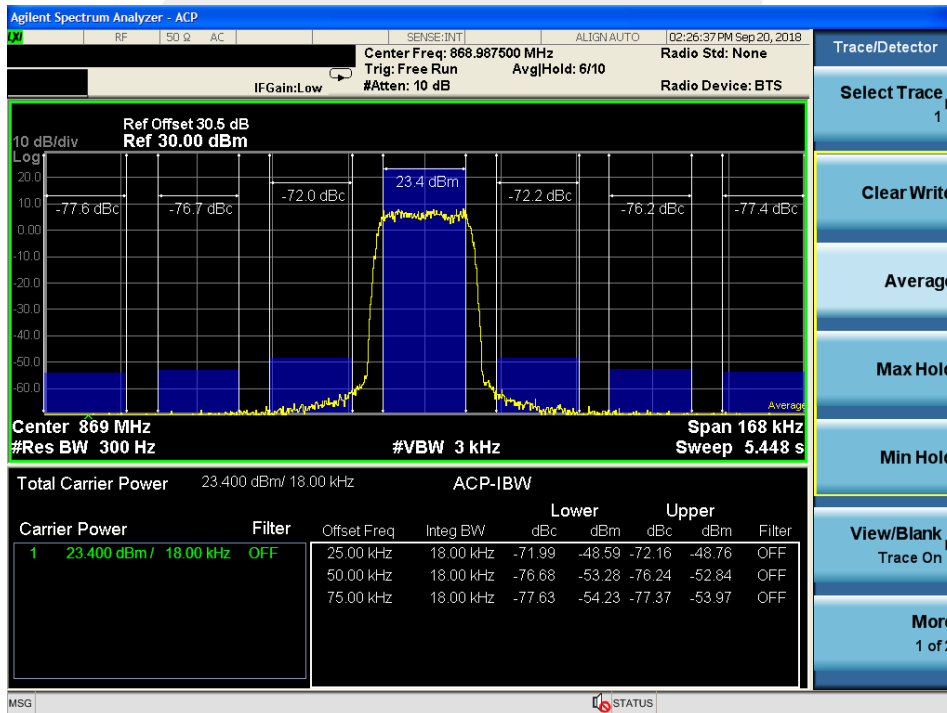 Agilent Spectrum Analyzer - ACP
LXI RF 50 Ω AC SENSE:INT ALIGN AUTO 02:26:37 PM Sep 20, 2018
Center Freq: 868.987500 MHz Radio Std: None
Trig: Free Run Avg|Hold: 6/10
IFGain:Low #Atten: 10 dB Radio Device: BTS
Ref Offset 30.5 dB
10 dB/div Ref 30.00 dBm
Log
20.0
10.0
0.00
-10.0
-20.0
-30.0
-40.0
-50.0
-60.0
-77.6 dBc -76.7 dBc -72.0 dBc 23.4 dBm -72.2 dBc -76.2 dBc -77.4 dBc
Average
Center 869 MHz Span 168 kHz
#Res BW 300 Hz #VBW 3 kHz Sweep 5.448 s
Total Carrier Power 23.400 dBm/ 18.00 kHz ACP-IBW
Lower Upper
Carrier Power Filter Offset Freq Integ BW dBc dBm dBc dBm Filter
1 23.400 dBm / 18.00 kHz OFF 25.00 kHz 18.00 kHz -71.99 -48.59 -72.16 -48.76 OFF
50.00 kHz 18.00 kHz -76.68 -53.28 -76.24 -52.84 OFF
75.00 kHz 18.00 kHz -77.63 -54.23 -77.37 -53.97 OFF
MSG STATUS
Trace/Detector
Select Trace
1
Clear Write
Average
Max Hold
Min Hold
View/Blank
Trace On
More
1 of